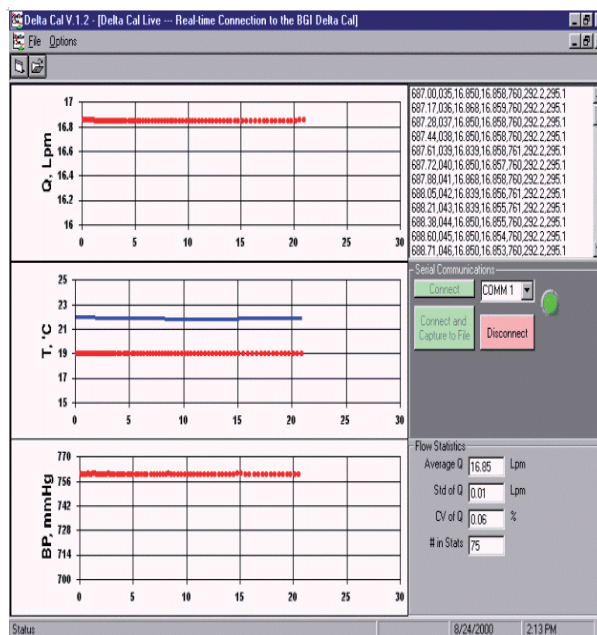 Delta Cal V.1.2 - [Delta Cal Live --- Real-time Connection to the BGI Delta Cal]
File Options
17
16.8
16.6
16.4
16.2
16
Q, Lpm
0 5 10 15 20 25 30
687.00,035,16.850,16.858,760,292.2,295.1
687.17,036,16.868,16.859,760,292.2,295.1
687.28,037,16.850,16.858,760,292.2,295.1
687.44,038,16.850,16.858,760,292.2,295.1
687.61,039,16.839,16.858,761,292.2,295.1
687.72,040,16.850,16.857,760,292.2,295.1
687.88,041,16.868,16.858,760,292.2,295.1
688.05,042,16.839,16.856,761,292.2,295.1
688.21,043,16.839,16.855,761,292.2,295.1
688.38,044,16.850,16.855,760,292.2,295.1
688.60,045,16.850,16.854,760,292.2,295.1
688.71,046,16.850,16.853,760,292.2,295.1
25
23
21
19
17
15
T, 'C
0 5 10 15 20 25 30
Serial Communications
Connect
COMM 1
Connect and
Capture to File
Disconnect
770
756
742
728
714
700
BP, mmHg
0 5 10 15 20 25 30
Flow Statistics
Average Q 16.85 Lpm
Std of Q 0.01 Lpm
CV of Q 0.06 %
# in Stats 75
Status 8/24/2000 2:13 PM